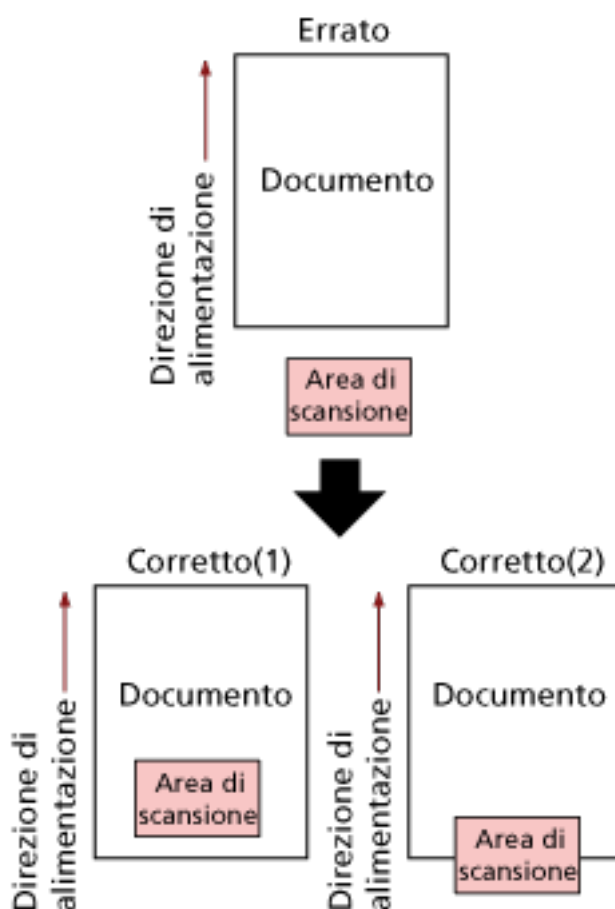 Errato
Direzione di
alimentazione
Documento
Area di
scansione
Corretto(1)
Direzione di
alimentazione
Documento
Area di
scansione
Corretto(2)
Direzione di
alimentazione
Documento
Area di
scansione